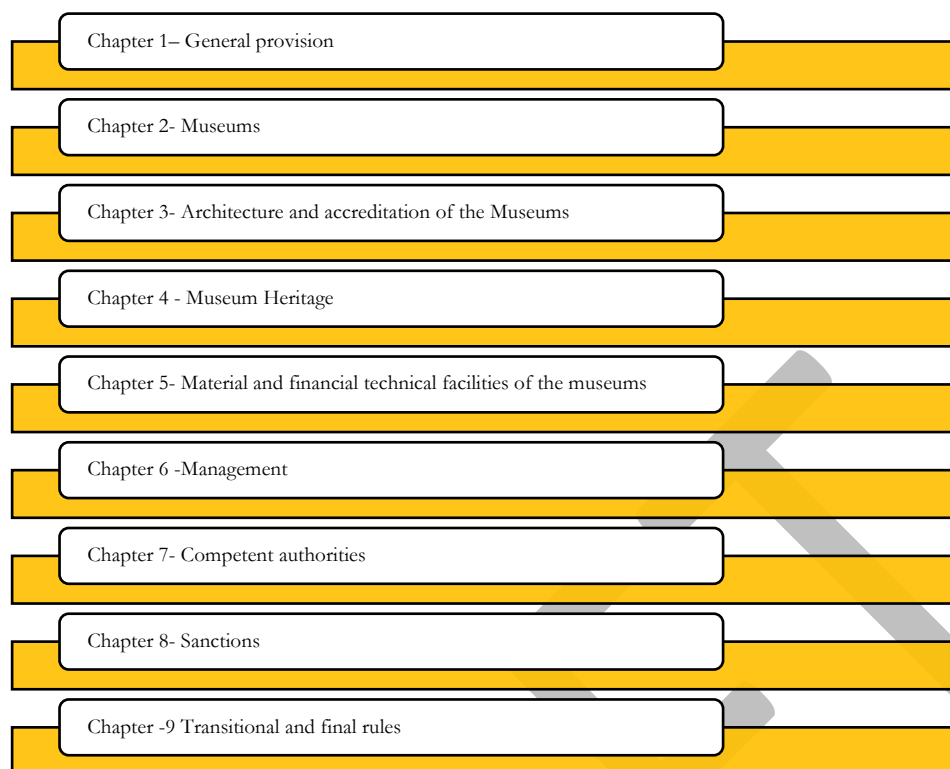 Chapter 1– General provision
Chapter 2- Museums
Chapter 3- Architecture and accreditation of the Museums
Chapter 4 - Museum Heritage
Chapter 5- Material and financial technical facilities of the museums
Chapter 6 -Management
Chapter 7- Competent authorities
Chapter 8- Sanctions
Chapter -9 Transitional and final rules